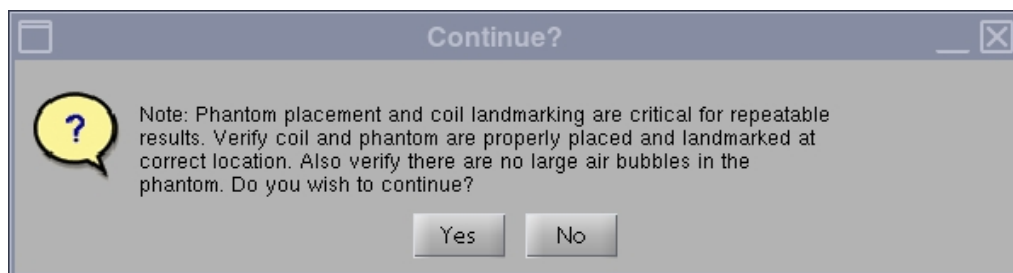 Continue?
?
Note: Phantom placement and coil landmarking are critical for repeatable
results. Verify coil and phantom are properly placed and landmarked at
correct location. Also verify there are no large air bubbles in the
phantom. Do you wish to continue?
Yes No